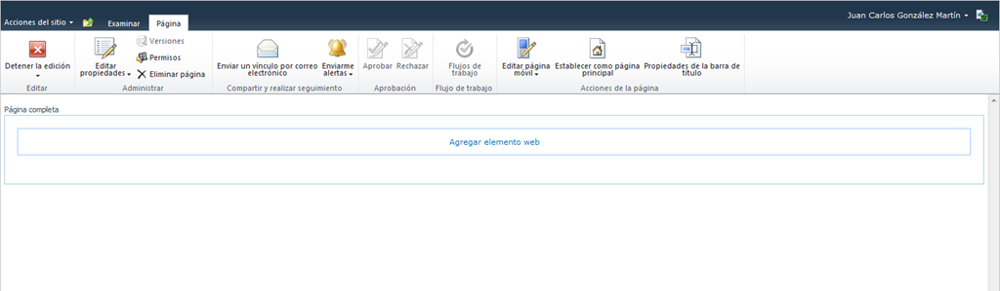 Acciones del sitio
Examinar
Página
Juan Carlos González Martín
Detener la edición
Editar
Editar propiedades
Versiones
Permisos
Eliminar página
Administrar
Enviar un vínculo por correo electrónico
Enviarme alertas
Compartir y realizar seguimiento
Aprobar
Rechazar
Aprobación
Flujos de trabajo
Flujo de trabajo
Editar página móvil
Establecer como página principal
Propiedades de la barra de título
Acciones de la página
Página completa
Agregar elemento web